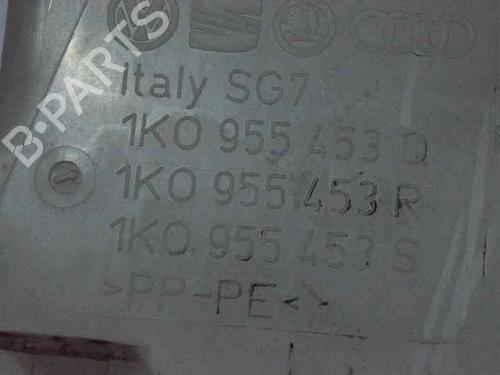 B-PARTS
Italy SG7
1K0 955 453 Q
1K0 955 453 R
1K0 955 453 S
>PP-PE<